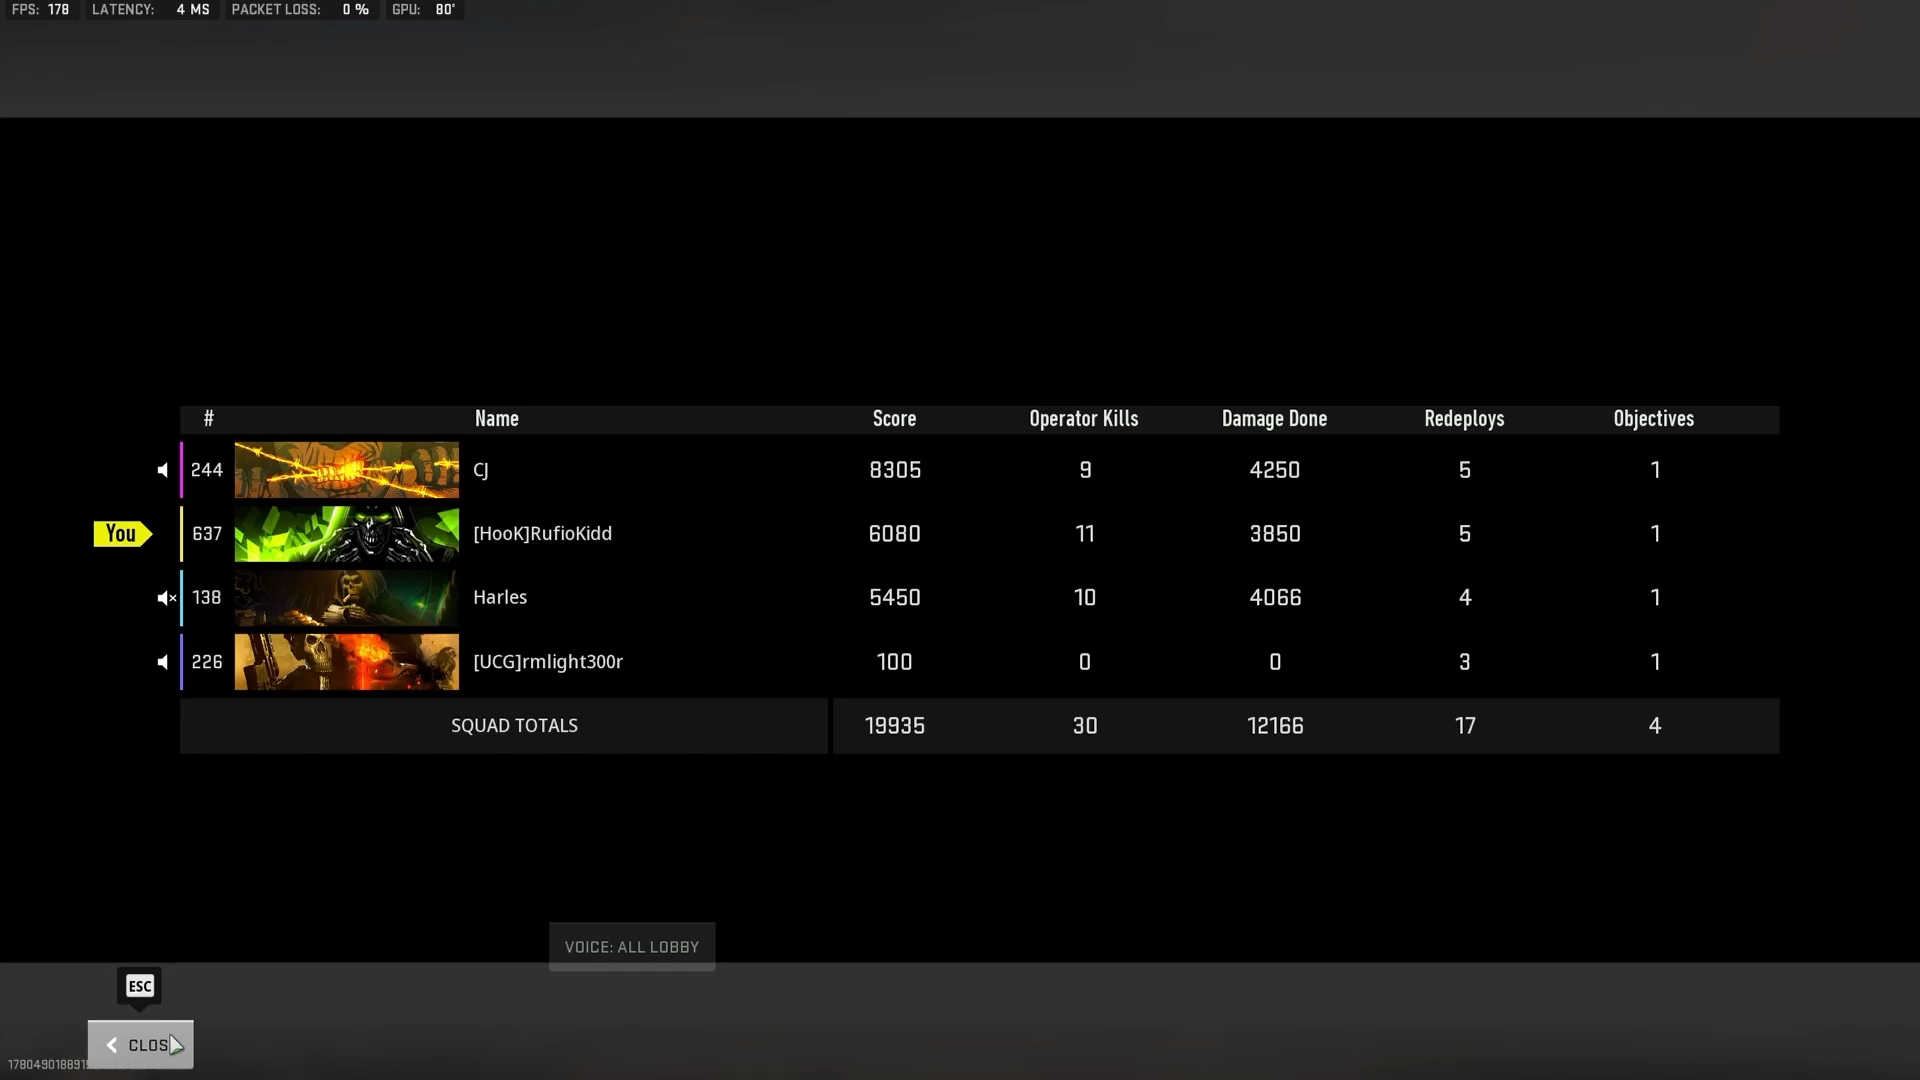 FPS: 178 LATENCY: 4 MS PACKET LOSS: 0 % GPU: 80°
# Name Score Operator Kills Damage Done Redeploys Objectives
244 CJ 8305 9 4250 5 1
You 637 [HooK]RufioKidd 6080 11 3850 5 1
138 Harles 5450 10 4066 4 1
226 [UCG]rmlight300r 100 0 0 3 1
SQUAD TOTALS 19935 30 12166 17 4
VOICE: ALL LOBBY
ESC
CLOS